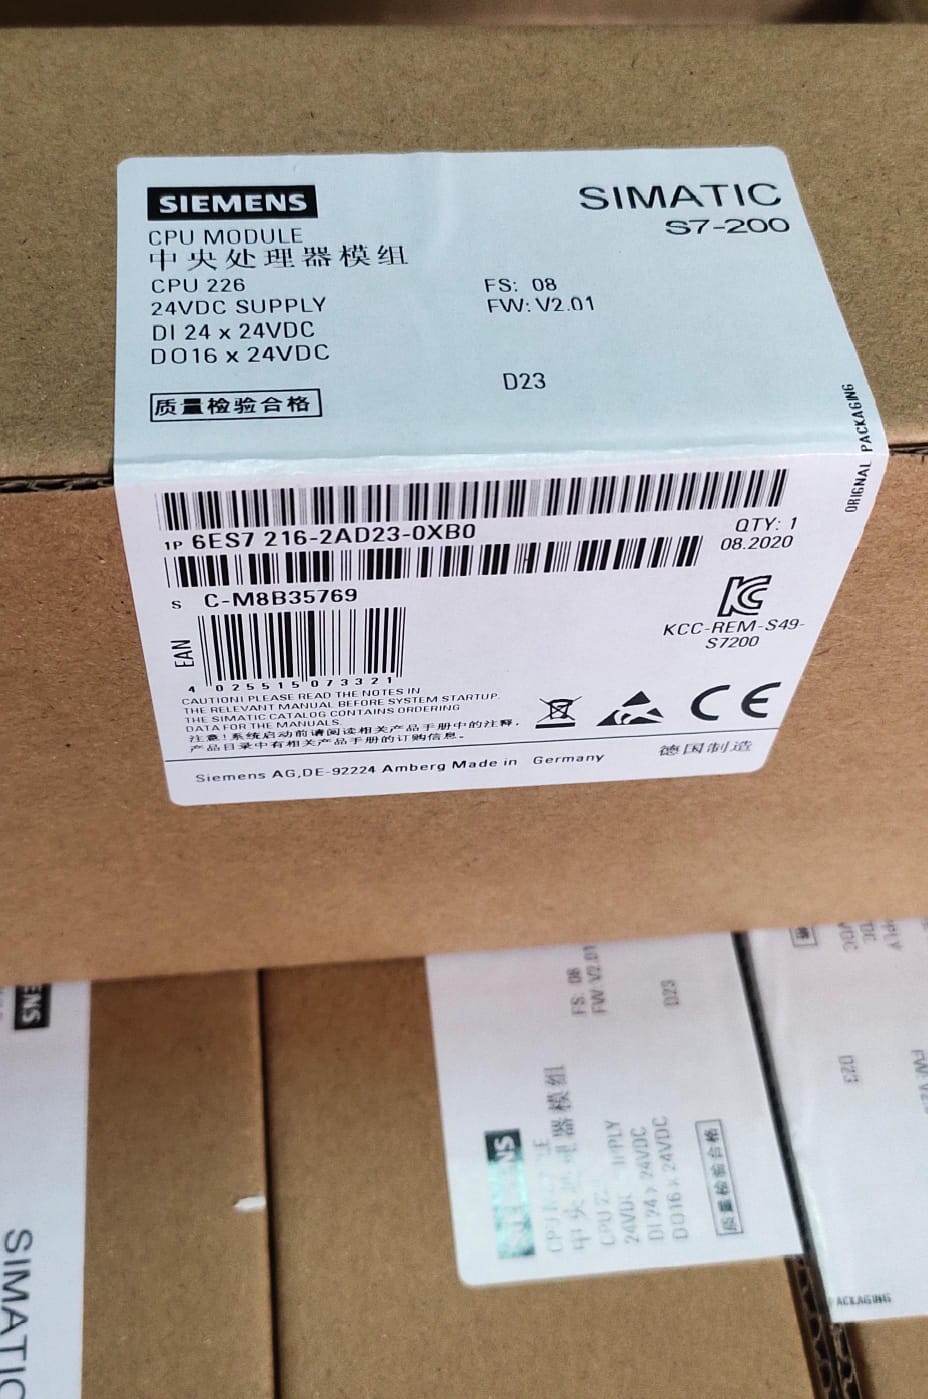 SIEMENS
SIMATIC
S7-200
CPU MODULE
中央处理器模组
CPU 226
FS: 08
24VDC SUPPLY
FW: V2.01
DI 24 x 24VDC
DO16 x 24VDC
D23
质量检验合格
ORIGNAL PACKAGING
1P 6ES7 216-2AD23-0XB0
QTY: 1
08.2020
S C-M8B35769
KCC-REM-S49-
S7200
EAN
4 025515 073321
CAUTION! PLEASE READ THE NOTES IN
THE RELEVANT MANUAL BEFORE SYSTEM STARTUP.
THE SIMATIC CATALOG CONTAINS ORDERING
DATA FOR THE MANUALS.
注意!系统启动前请阅读相关产品手册中的注释,
产品目录中有相关产品手册的订购信息。
CE
Siemens AG,DE-92224 Amberg Made in Germany
德国制造
ENS
SIMATIC
FS: 08
FW: V2.01
D23
中央处理器模组
24VDC
DI 24 x 24VDC
DO16 x 24VDC
质量检验合格
D23
PACKAGING